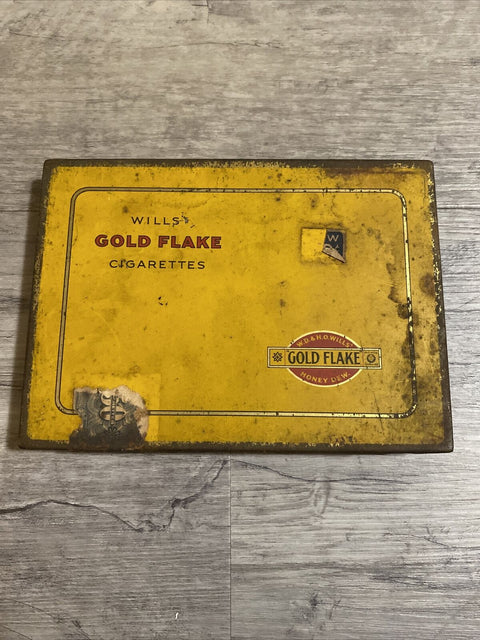 WILLS'
GOLD FLAKE
CIGARETTES
W
W.D. & H.O. WILLS
GOLD FLAKE
HONEY DEW